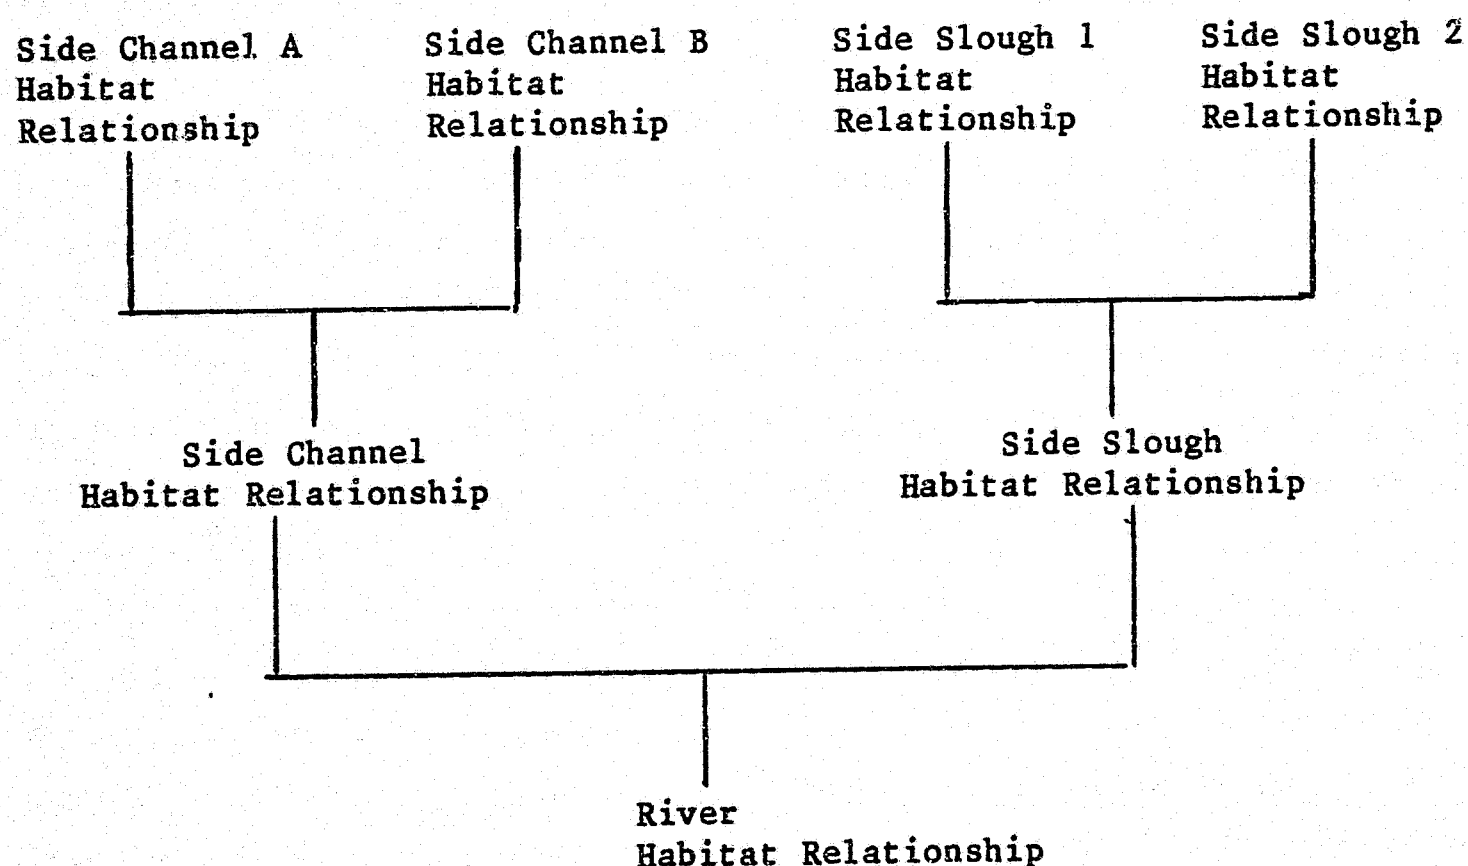 Side Channel A
Habitat
Relationship
Side Channel B
Habitat
Relationship
Side Slough 1
Habitat
Relationship
Side Slough 2
Habitat
Relationship
Side Channel
Habitat Relationship
Side Slough
Habitat Relationship
River
Habitat Relationship